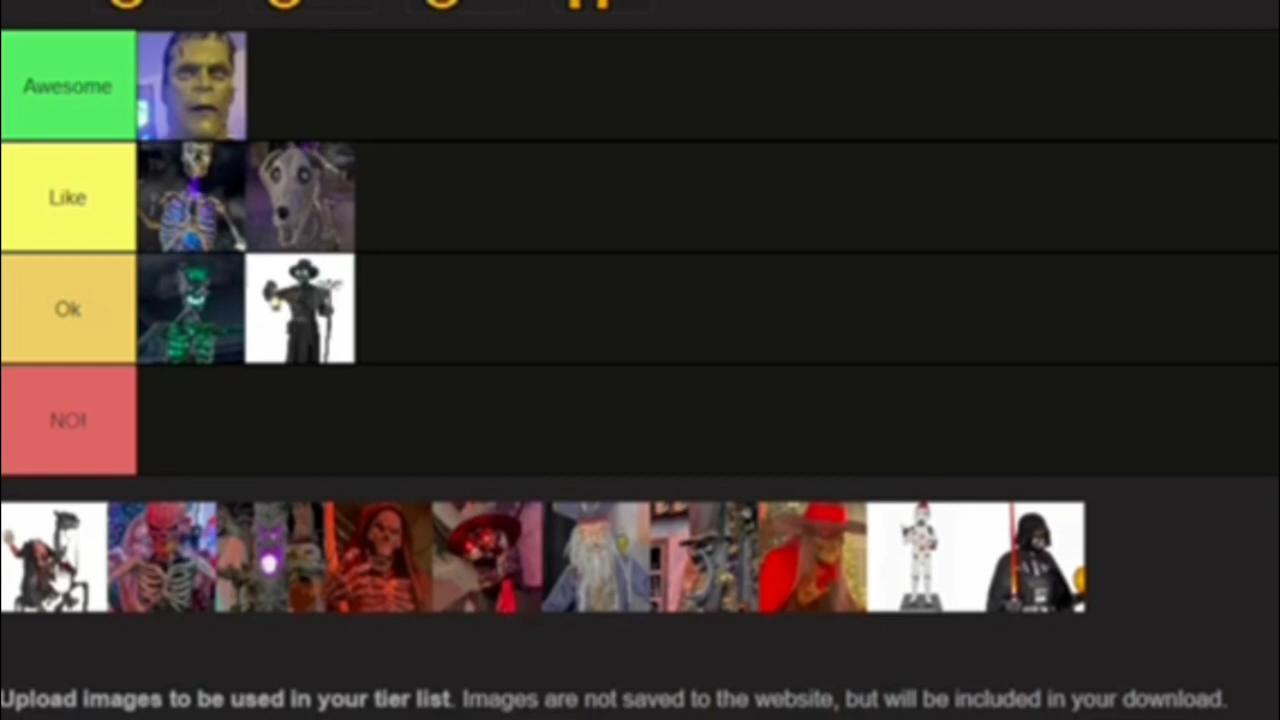 Awesome
Like
Ok
NO!
Upload images to be used in your tier list. Images are not saved to the website, but will be included in your download.